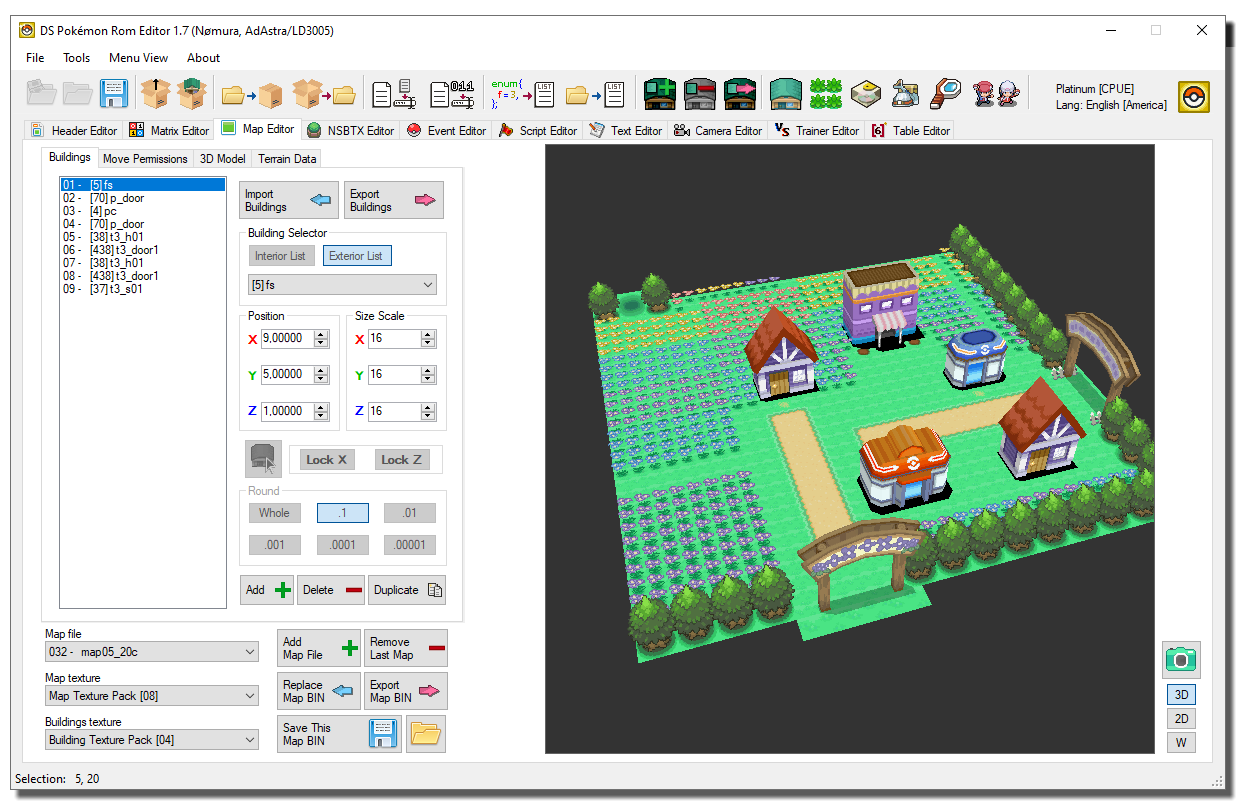 DS Pokémon Rom Editor 1.7 (Nømura, AdAstra/LD3005)
File Tools Menu View About
enum{
f=3,
};
011
Platinum [CPUE]
Lang: English [America]
Header Editor Matrix Editor Map Editor NSBTX Editor Event Editor Script Editor Text Editor Camera Editor VS Trainer Editor [6] Table Editor
Buildings Move Permissions 3D Model Terrain Data
01 - [5] fs
02 - [70] p_door
03 - [4] pc
04 - [70] p_door
05 - [38] t3_h01
06 - [438] t3_door1
07 - [38] t3_h01
08 - [438] t3_door1
09 - [37] t3_s01
Import
Buildings
Export
Buildings
Building Selector
Interior List Exterior List
[5] fs
Position
X 9,00000
Y 5,00000
Z 1,00000
Size Scale
X 16
Y 16
Z 16
Lock X Lock Z
Round
Whole .1 .01
.001 .0001 .00001
Add Delete Duplicate
Map file
032 - map05_20c
Map texture
Map Texture Pack [08]
Buildings texture
Building Texture Pack [04]
Add
Map File
Remove
Last Map
Replace
Map BIN
Export
Map BIN
Save This
Map BIN
3D
2D
W
Selection: 5, 20